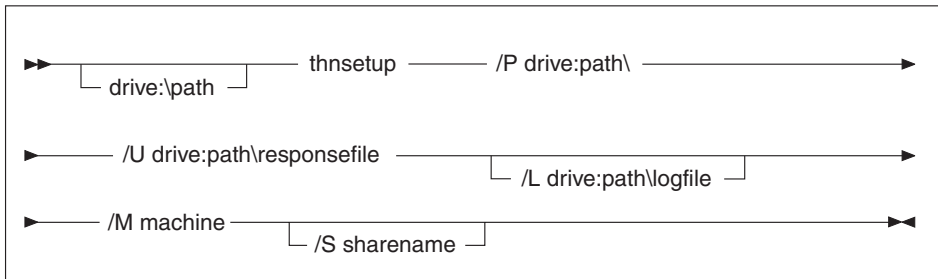 thnsetup /P drive:path\
drive:\path
/U drive:path\responsefile
/L drive:path\logfile
/M machine
/S sharename